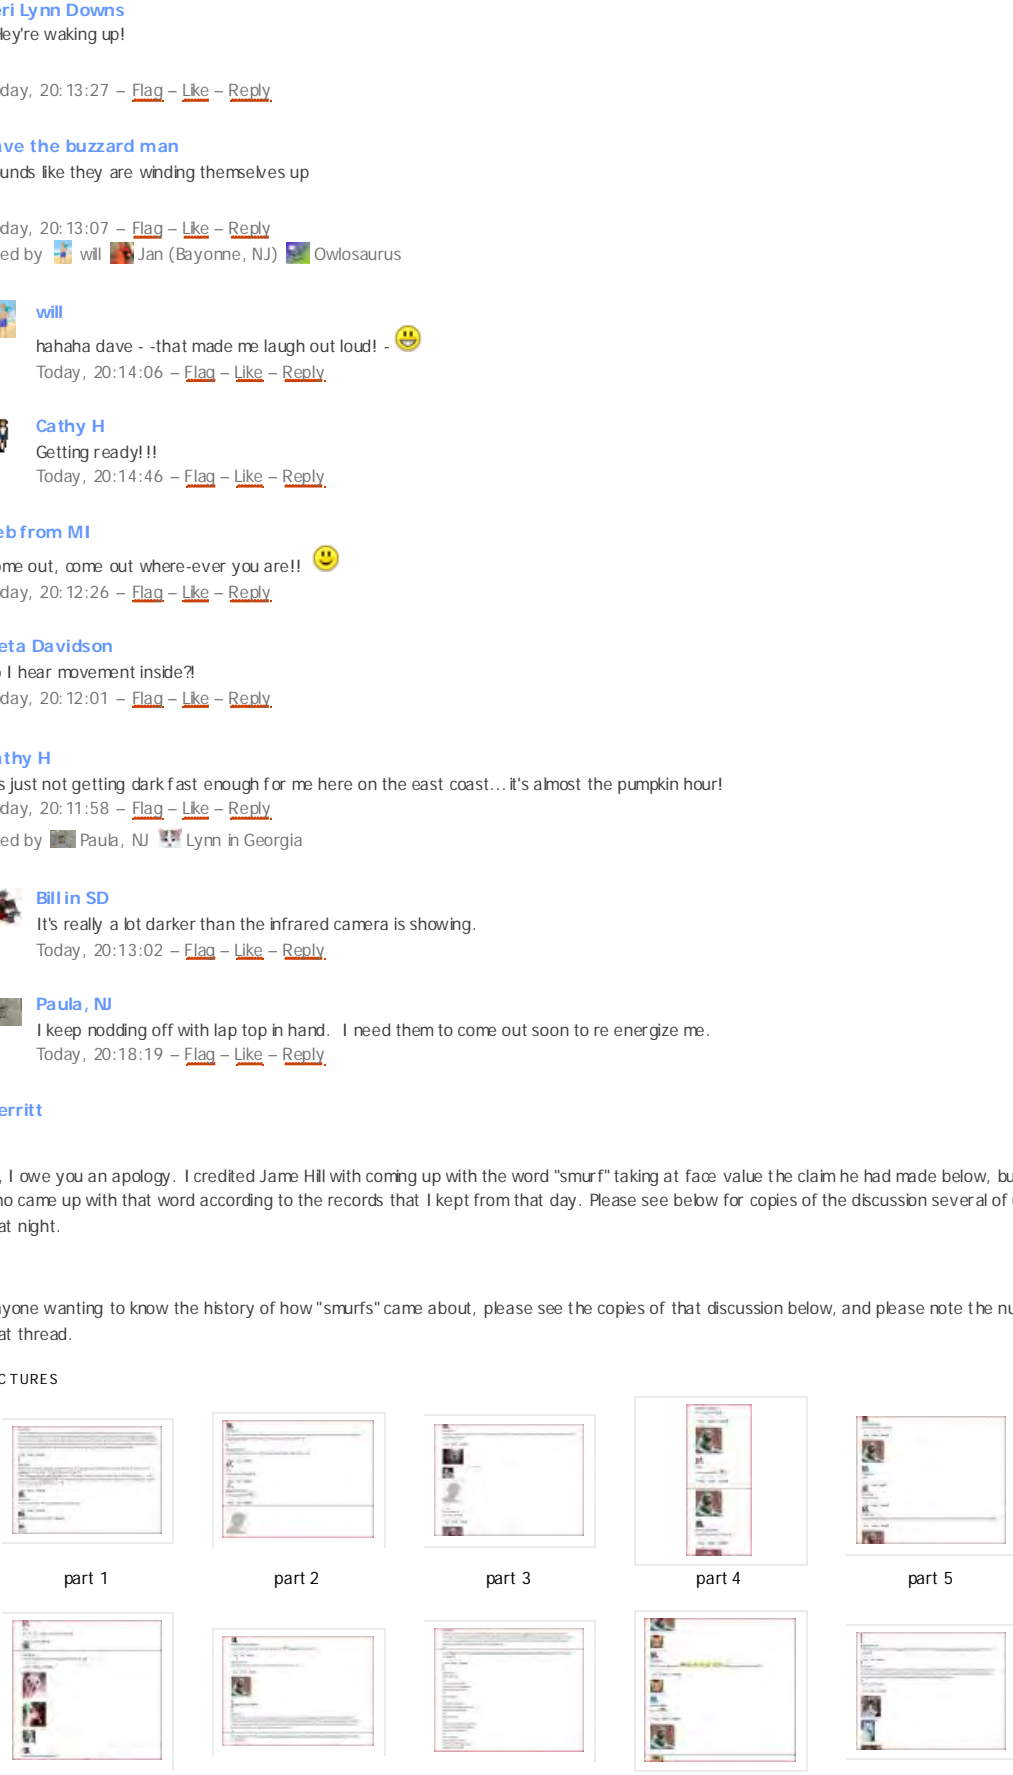 eri Lynn Downs
Hey're waking up!
day, 20:13:27 – Flag – Like – Reply
ave the buzzard man
unds like they are winding themselves up
day, 20:13:07 – Flag – Like – Reply
ed by will Jan (Bayonne, NJ) Owlosaurus
will
hahaha dave - -that made me laugh out loud! -
Today, 20:14:06 – Flag – Like – Reply
Cathy H
Getting ready!!!
Today, 20:14:46 – Flag – Like – Reply
eb from MI
ome out, come out where-ever you are!!
day, 20:12:26 – Flag – Like – Reply
eta Davidson
o I hear movement inside?!
day, 20:12:01 – Flag – Like – Reply
athy H
s just not getting dark fast enough for me here on the east coast...it's almost the pumpkin hour!
day, 20:11:58 – Flag – Like – Reply
ed by Paula, NJ Lynn in Georgia
Bill in SD
It's really a lot darker than the infrared camera is showing.
Today, 20:13:02 – Flag – Like – Reply
Paula, NJ
I keep nodding off with lap top in hand. I need them to come out soon to re energize me.
Today, 20:18:19 – Flag – Like – Reply
erritt
, I owe you an apology. I credited Jame Hill with coming up with the word "smurf" taking at face value the claim he had made below, bu
ho came up with that word according to the records that I kept from that day. Please see below for copies of the discussion several of
at night.
nyone wanting to know the history of how "smurfs" came about, please see the copies of that discussion below, and please note the nu
at thread.
CTURES
part 1 part 2 part 3 part 4 part 5